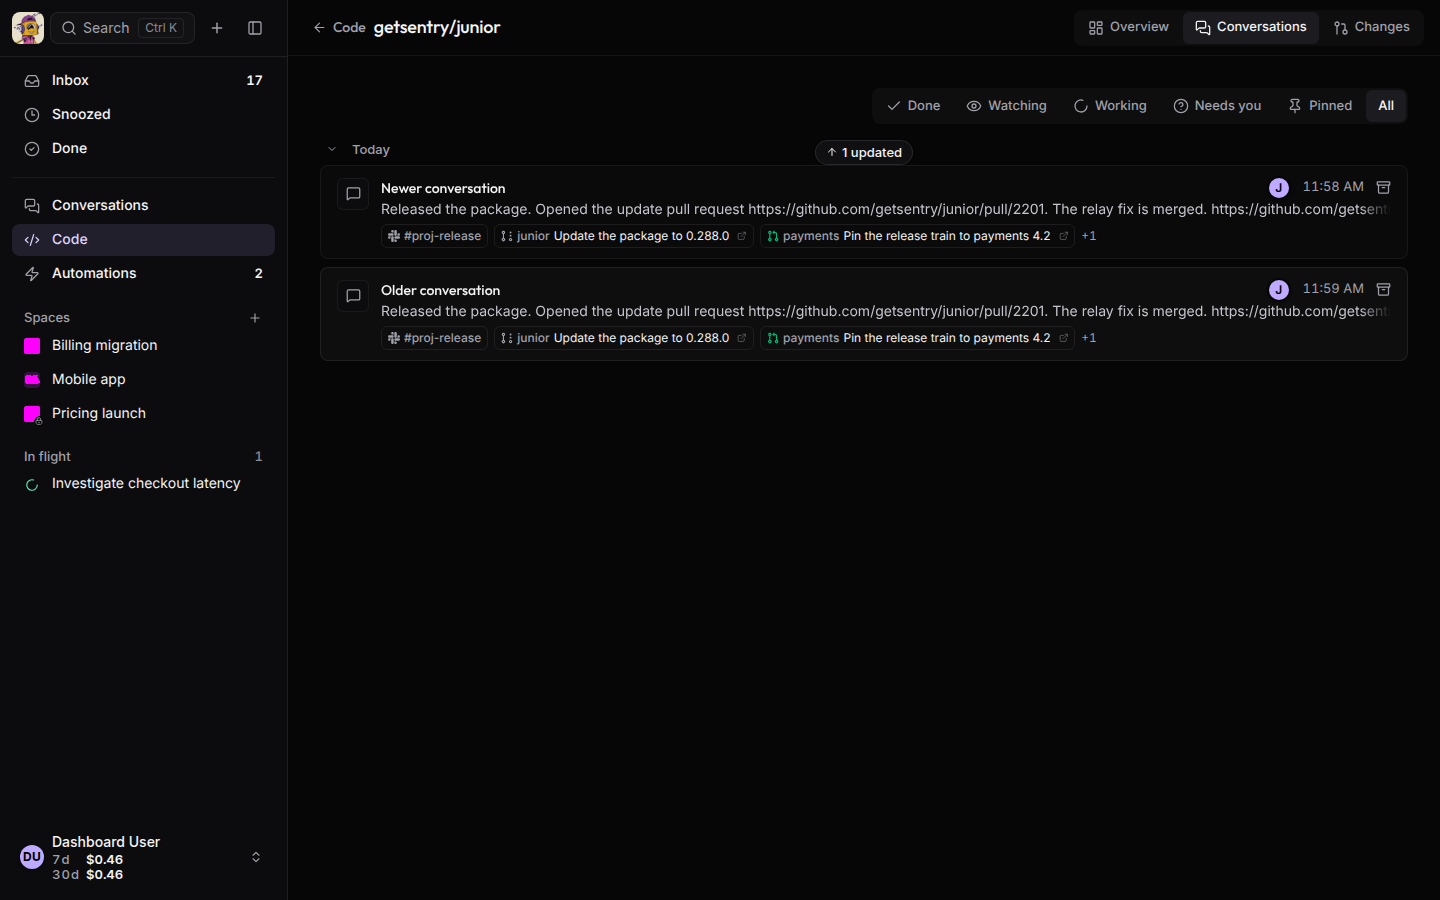 Search Ctrl K
Inbox 17
Snoozed
Done
Conversations
Code
Automations 2
Spaces
Billing migration
Mobile app
Pricing launch
In flight 1
Investigate checkout latency
DU Dashboard User
7d $0.46
30d $0.46
Code getsentry/junior
Overview Conversations Changes
Done Watching Working Needs you Pinned All
Today
1 updated
Newer conversation J 11:58 AM
Released the package. Opened the update pull request https://github.com/getsentry/junior/pull/2201. The relay fix is merged. https://github.com/getsent
#proj-release junior Update the package to 0.288.0 payments Pin the release train to payments 4.2 +1
Older conversation J 11:59 AM
Released the package. Opened the update pull request https://github.com/getsentry/junior/pull/2201. The relay fix is merged. https://github.com/getsent
#proj-release junior Update the package to 0.288.0 payments Pin the release train to payments 4.2 +1